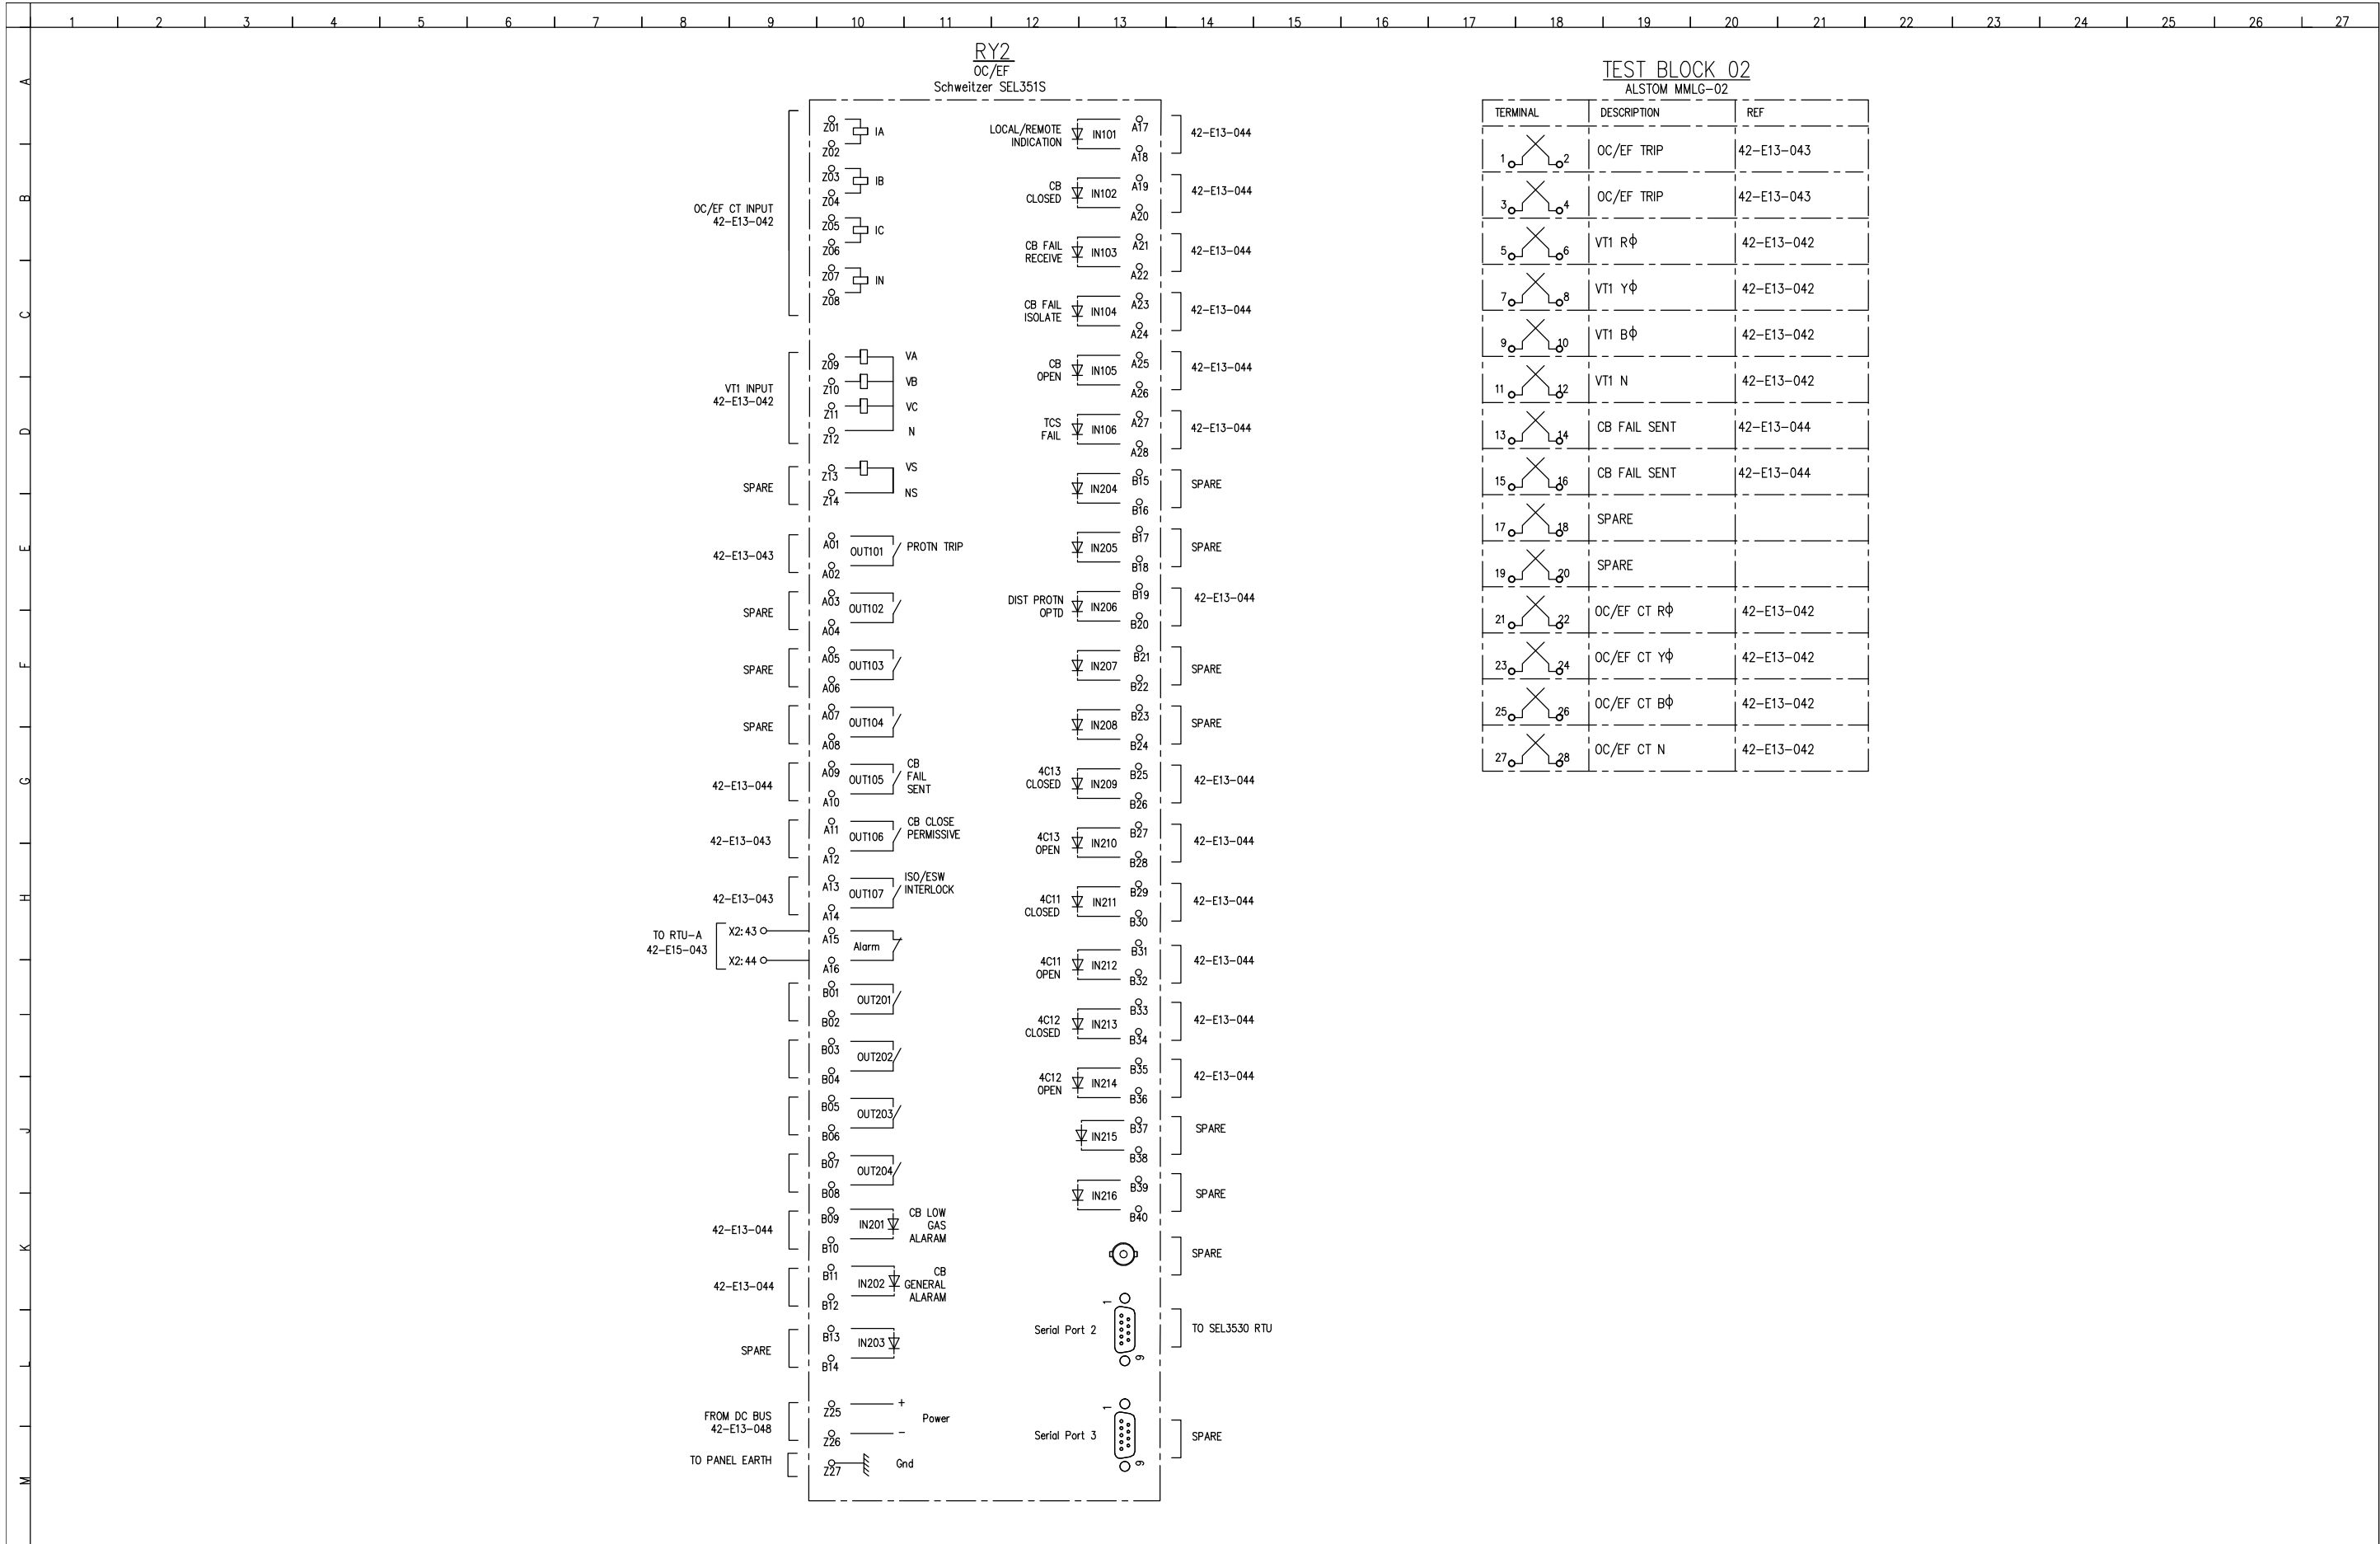 1 2 3 4 5 6 7 8 9 10 11 12 13 14 15 16 17 18 19 20 21 22 23 24 25 26 27
A
B
C
D
E
F
G
H
I
J
K
L
M
RY2
OC/EF
Schweitzer SEL351S
OC/EF CT INPUT
42-E13-042
Z01
IA
Z02
Z03
IB
Z04
Z05
IC
Z06
Z07
IN
Z08
VT1 INPUT
42-E13-042
Z09
VA
Z10
VB
Z11
VC
Z12
N
SPARE
Z13
VS
Z14
NS
42-E13-043
A01
OUT101
PROTN TRIP
A02
SPARE
A03
OUT102
A04
SPARE
A05
OUT103
A06
SPARE
A07
OUT104
A08
42-E13-044
A09
OUT105
CB
FAIL
SENT
A10
42-E13-043
A11
OUT106
CB CLOSE
PERMISSIVE
A12
42-E13-043
A13
OUT107
ISO/ESW
INTERLOCK
A14
TO RTU-A
42-E15-043
X2:43
X2:44
A15
Alarm
A16
B01
OUT201
B02
B03
OUT202
B04
B05
OUT203
B06
B07
OUT204
B08
42-E13-044
B09
IN201
CB LOW
GAS
ALARAM
B10
42-E13-044
B11
IN202
CB
GENERAL
ALARAM
B12
SPARE
B13
IN203
B14
FROM DC BUS
42-E13-048
Z25
+
Power
Z26
-
TO PANEL EARTH
Z27
Gnd
LOCAL/REMOTE
INDICATION
IN101
A17
A18
42-E13-044
CB
CLOSED
IN102
A19
A20
42-E13-044
CB FAIL
RECEIVE
IN103
A21
A22
42-E13-044
CB FAIL
ISOLATE
IN104
A23
A24
42-E13-044
CB
OPEN
IN105
A25
A26
42-E13-044
TCS
FAIL
IN106
A27
A28
42-E13-044
IN204
B15
B16
SPARE
IN205
B17
B18
SPARE
DIST PROTN
OPTD
IN206
B19
B20
42-E13-044
IN207
B21
B22
SPARE
IN208
B23
B24
SPARE
4C13
CLOSED
IN209
B25
B26
42-E13-044
4C13
OPEN
IN210
B27
B28
42-E13-044
4C11
CLOSED
IN211
B29
B30
42-E13-044
4C11
OPEN
IN212
B31
B32
42-E13-044
4C12
CLOSED
IN213
B33
B34
42-E13-044
4C12
OPEN
IN214
B35
B36
42-E13-044
IN215
B37
B38
SPARE
IN216
B39
B40
SPARE
SPARE
Serial Port 2
1
9
TO SEL3530 RTU
Serial Port 3
1
9
SPARE
TEST BLOCK 02
ALSTOM MMLG-02
TERMINAL DESCRIPTION REF
1 2 OC/EF TRIP 42-E13-043
3 4 OC/EF TRIP 42-E13-043
5 6 VT1 RΦ 42-E13-042
7 8 VT1 YΦ 42-E13-042
9 10 VT1 BΦ 42-E13-042
11 12 VT1 N 42-E13-042
13 14 CB FAIL SENT 42-E13-044
15 16 CB FAIL SENT 42-E13-044
17 18 SPARE
19 20 SPARE
21 22 OC/EF CT RΦ 42-E13-042
23 24 OC/EF CT YΦ 42-E13-042
25 26 OC/EF CT BΦ 42-E13-042
27 28 OC/EF CT N 42-E13-042